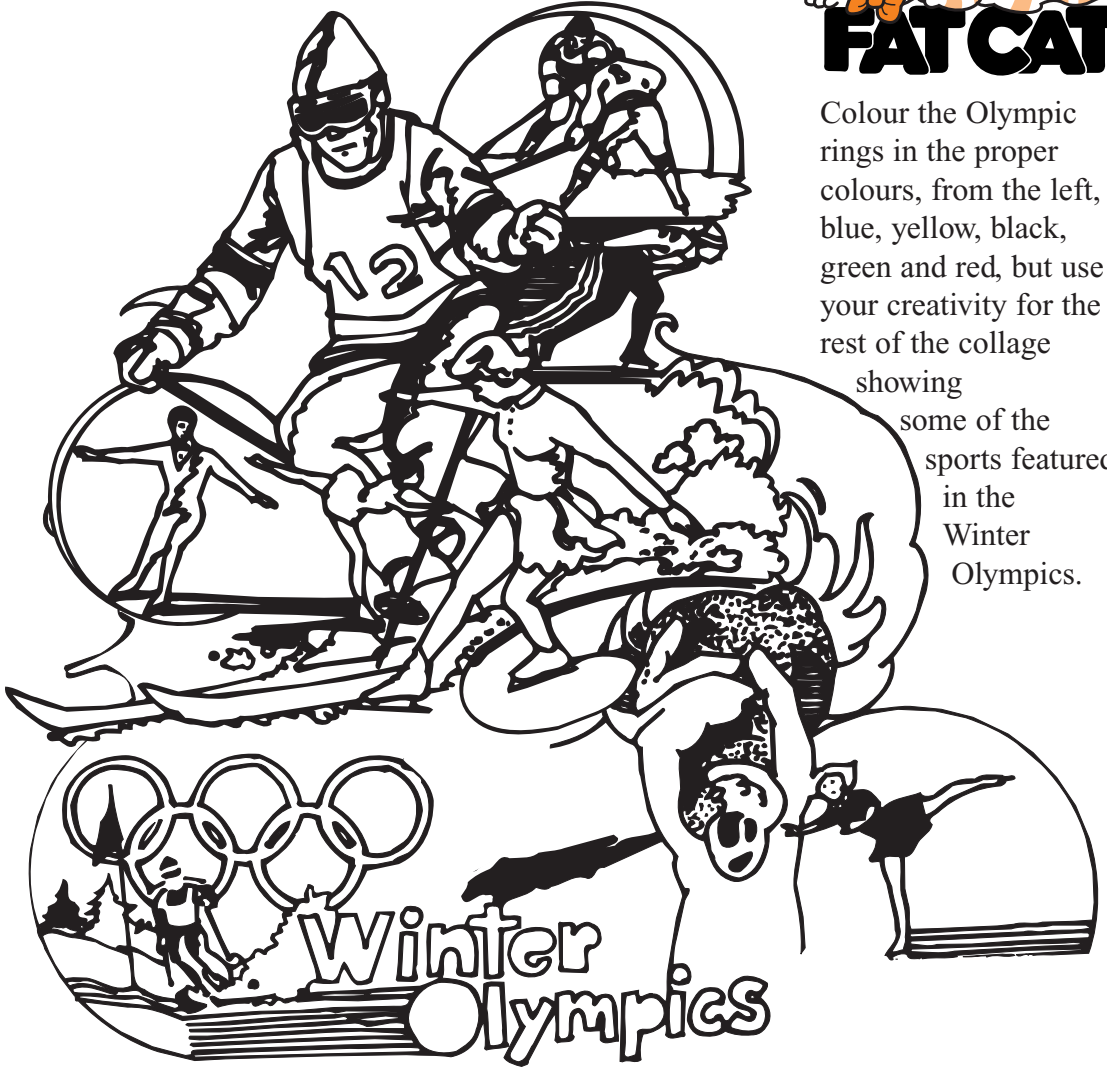 FAT CAT
Colour the Olympic
rings in the proper
colours, from the left,
blue, yellow, black,
green and red, but use
your creativity for the
rest of the collage
showing
some of the
sports featured
in the
Winter
Olympics.
12
Winter
Olympics